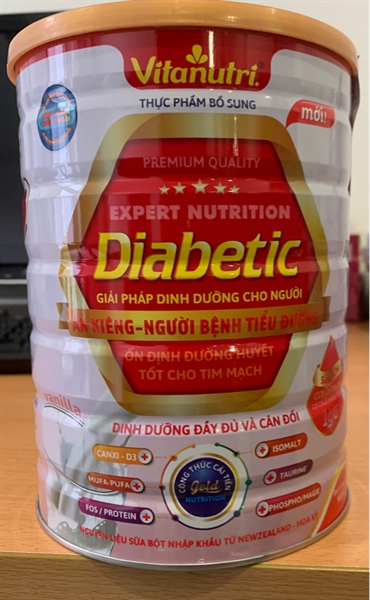 Vitanutri.
THỰC PHẨM BỔ SUNG
mới!
PREMIUM QUALITY
EXPERT NUTRITION
Diabetic
GIẢI PHÁP DINH DƯỠNG CHO NGƯỜI
ĂN KIÊNG-NGƯỜI BỆNH TIỂU ĐƯỜNG
ỔN ĐỊNH ĐƯỜNG HUYẾT
TỐT CHO TIM MẠCH
vanilla
DINH DƯỠNG ĐẦY ĐỦ VÀ CÂN ĐỐI
CANXI - D3
ISOMALT
MUFA-PUFA
TAURINE
FOS / PROTEIN
PHOSPHO/MAGIE
CÔNG THỨC CẢI TIẾN
Gold
NUTRITION
NGUYÊN LIỆU SỮA BỘT NHẬP KHẨU TỪ NEWZEALAND - HOA KỲ